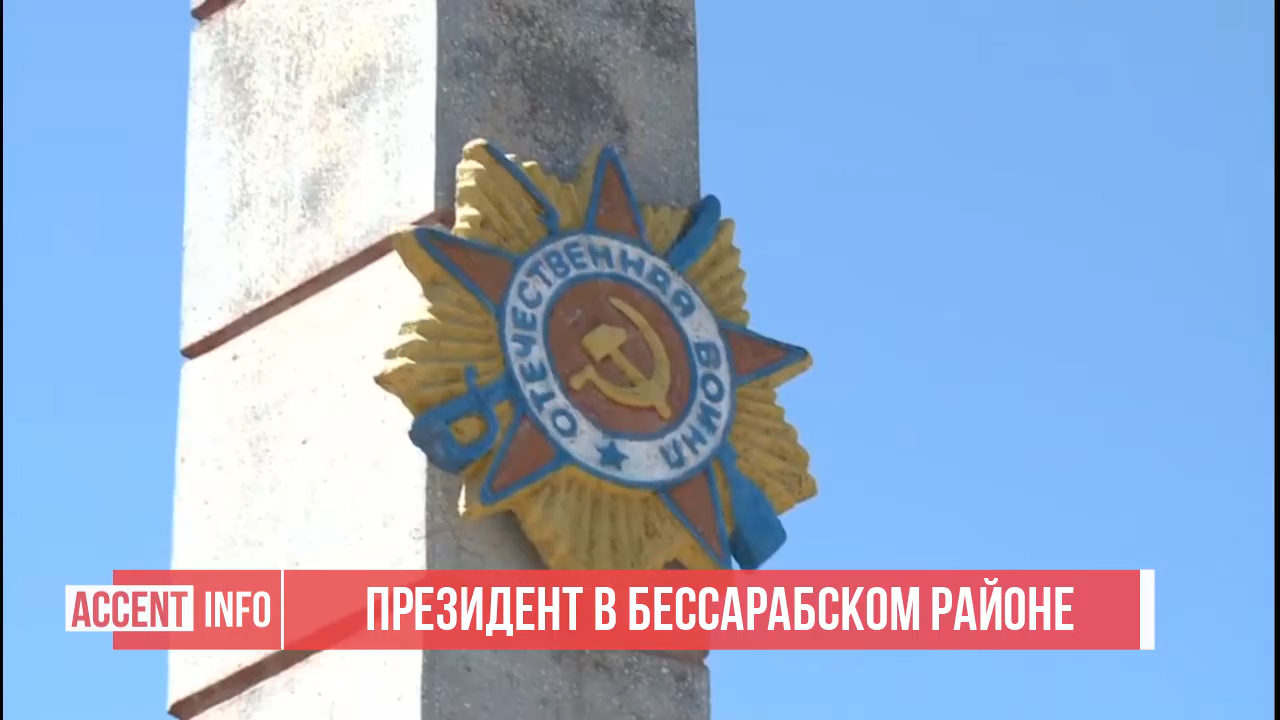 ОТЕЧЕСТВЕННАЯ ВОЙНА
ACCENT INFO
ПРЕЗИДЕНТ В БЕССАРАБСКОМ РАЙОНЕ